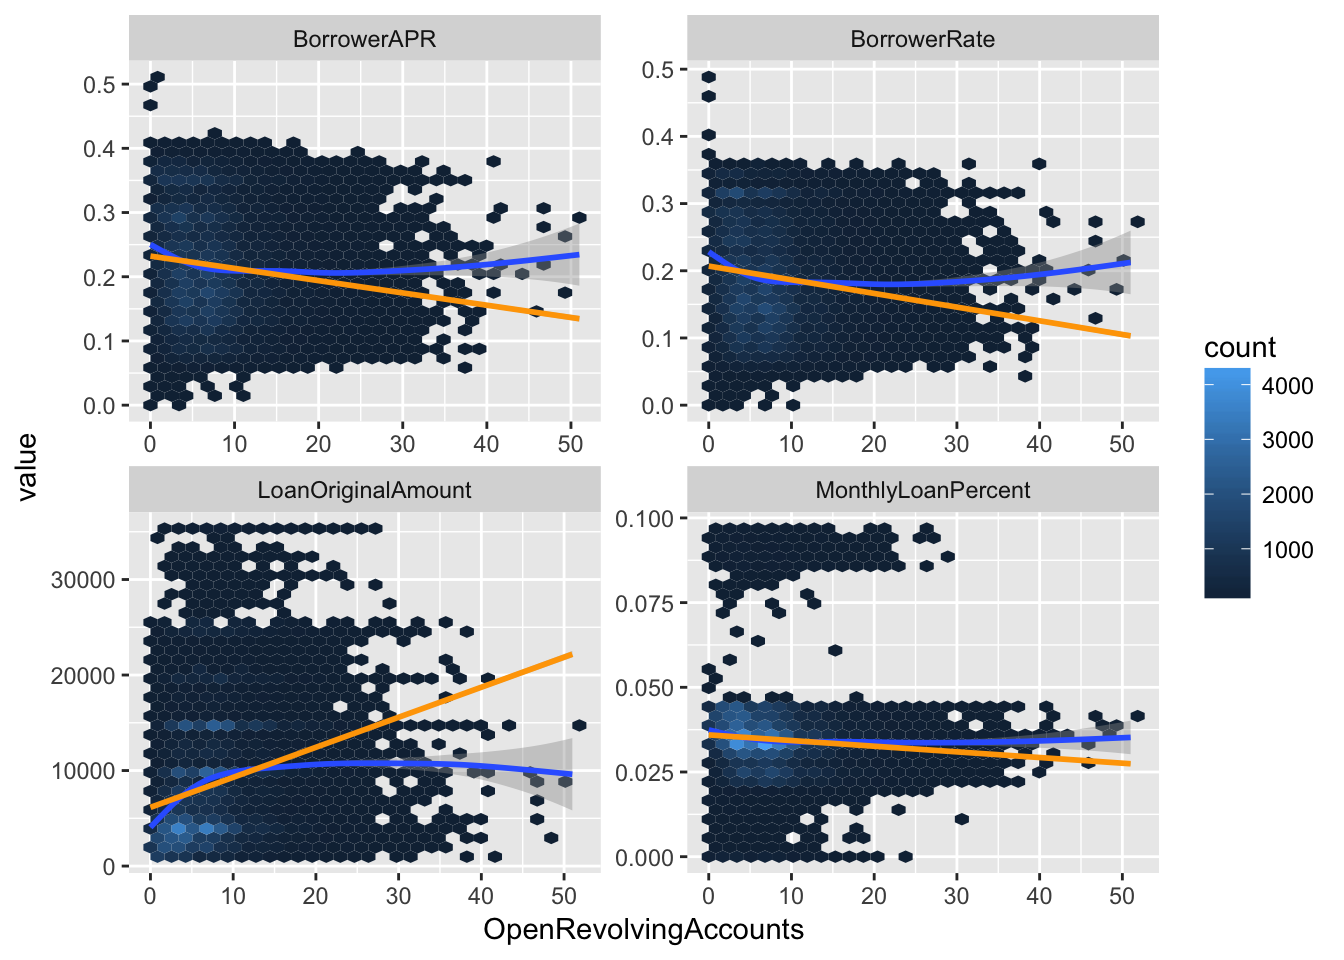 BorrowerAPR
BorrowerRate
0.5
0.4
0.3
0.2
0.1
0.0
0.5
0.4
0.3
0.2
0.1
0.0
0 10 20 30 40 50
0 10 20 30 40 50
LoanOriginalAmount
MonthlyLoanPercent
30000
20000
10000
0
0.100
0.075
0.050
0.025
0.000
0 10 20 30 40 50
0 10 20 30 40 50
value
OpenRevolvingAccounts
count
4000
3000
2000
1000